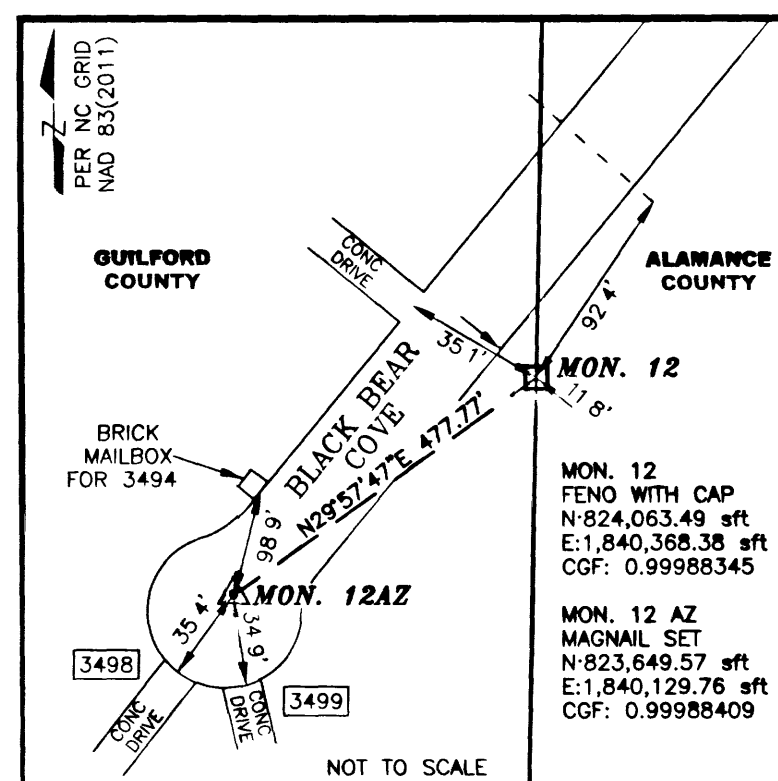 N
PER NC GRID
NAD 83(2011)
GUILFORD
COUNTY
ALAMANCE
COUNTY
CONC
DRIVE
92 4'
35 1'
MON. 12
11 8'
BLACK BEAR
COVE
BRICK
MAILBOX
FOR 3494
N29°57'47"E 477.77'
98 9'
MON. 12AZ
35 4'
34 9'
3498
3499
CONC
DRIVE
CONC
DRIVE
NOT TO SCALE
MON. 12
FENO WITH CAP
N:824,063.49 sft
E:1,840,368.38 sft
CGF: 0.99988345
MON. 12 AZ
MAGNAIL SET
N:823,649.57 sft
E:1,840,129.76 sft
CGF: 0.99988409